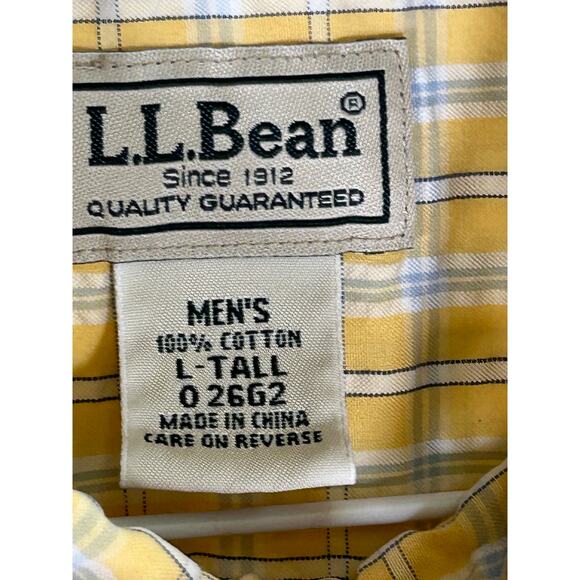 L.L.Bean®
Since 1912
QUALITY GUARANTEED
MEN'S
100% COTTON
L-TALL
0 26G2
MADE IN CHINA
CARE ON REVERSE